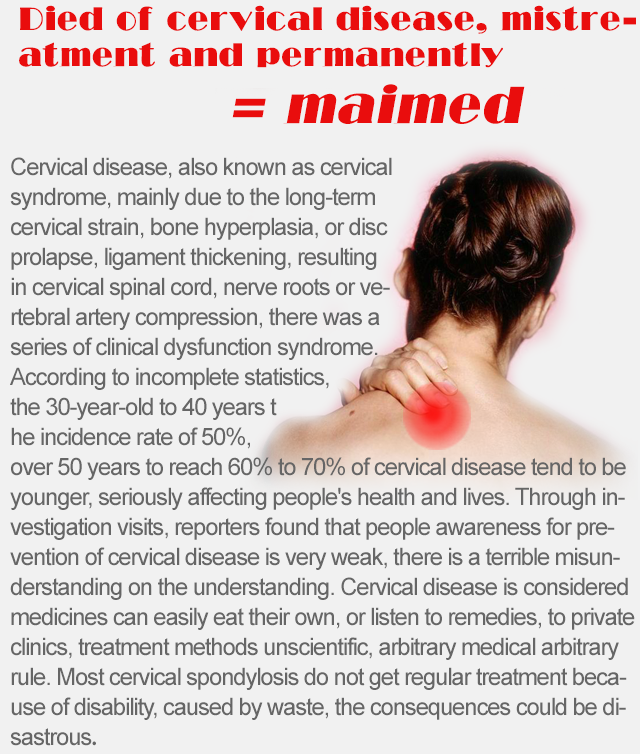 Died of cervical disease, mistre-
atment and permanently
= maimed
Cervical disease, also known as cervical
syndrome, mainly due to the long-term
cervical strain, bone hyperplasia, or disc
prolapse, ligament thickening, resulting
in cervical spinal cord, nerve roots or ve-
rtebral artery compression, there was a
series of clinical dysfunction syndrome.
According to incomplete statistics,
the 30-year-old to 40 years t
he incidence rate of 50%,
over 50 years to reach 60% to 70% of cervical disease tend to be
younger, seriously affecting people's health and lives. Through in-
vestigation visits, reporters found that people awareness for pre-
vention of cervical disease is very weak, there is a terrible misun-
derstanding on the understanding. Cervical disease is considered
medicines can easily eat their own, or listen to remedies, to private
clinics, treatment methods unscientific, arbitrary medical arbitrary
rule. Most cervical spondylosis do not get regular treatment beca-
use of disability, caused by waste, the consequences could be di-
sastrous.